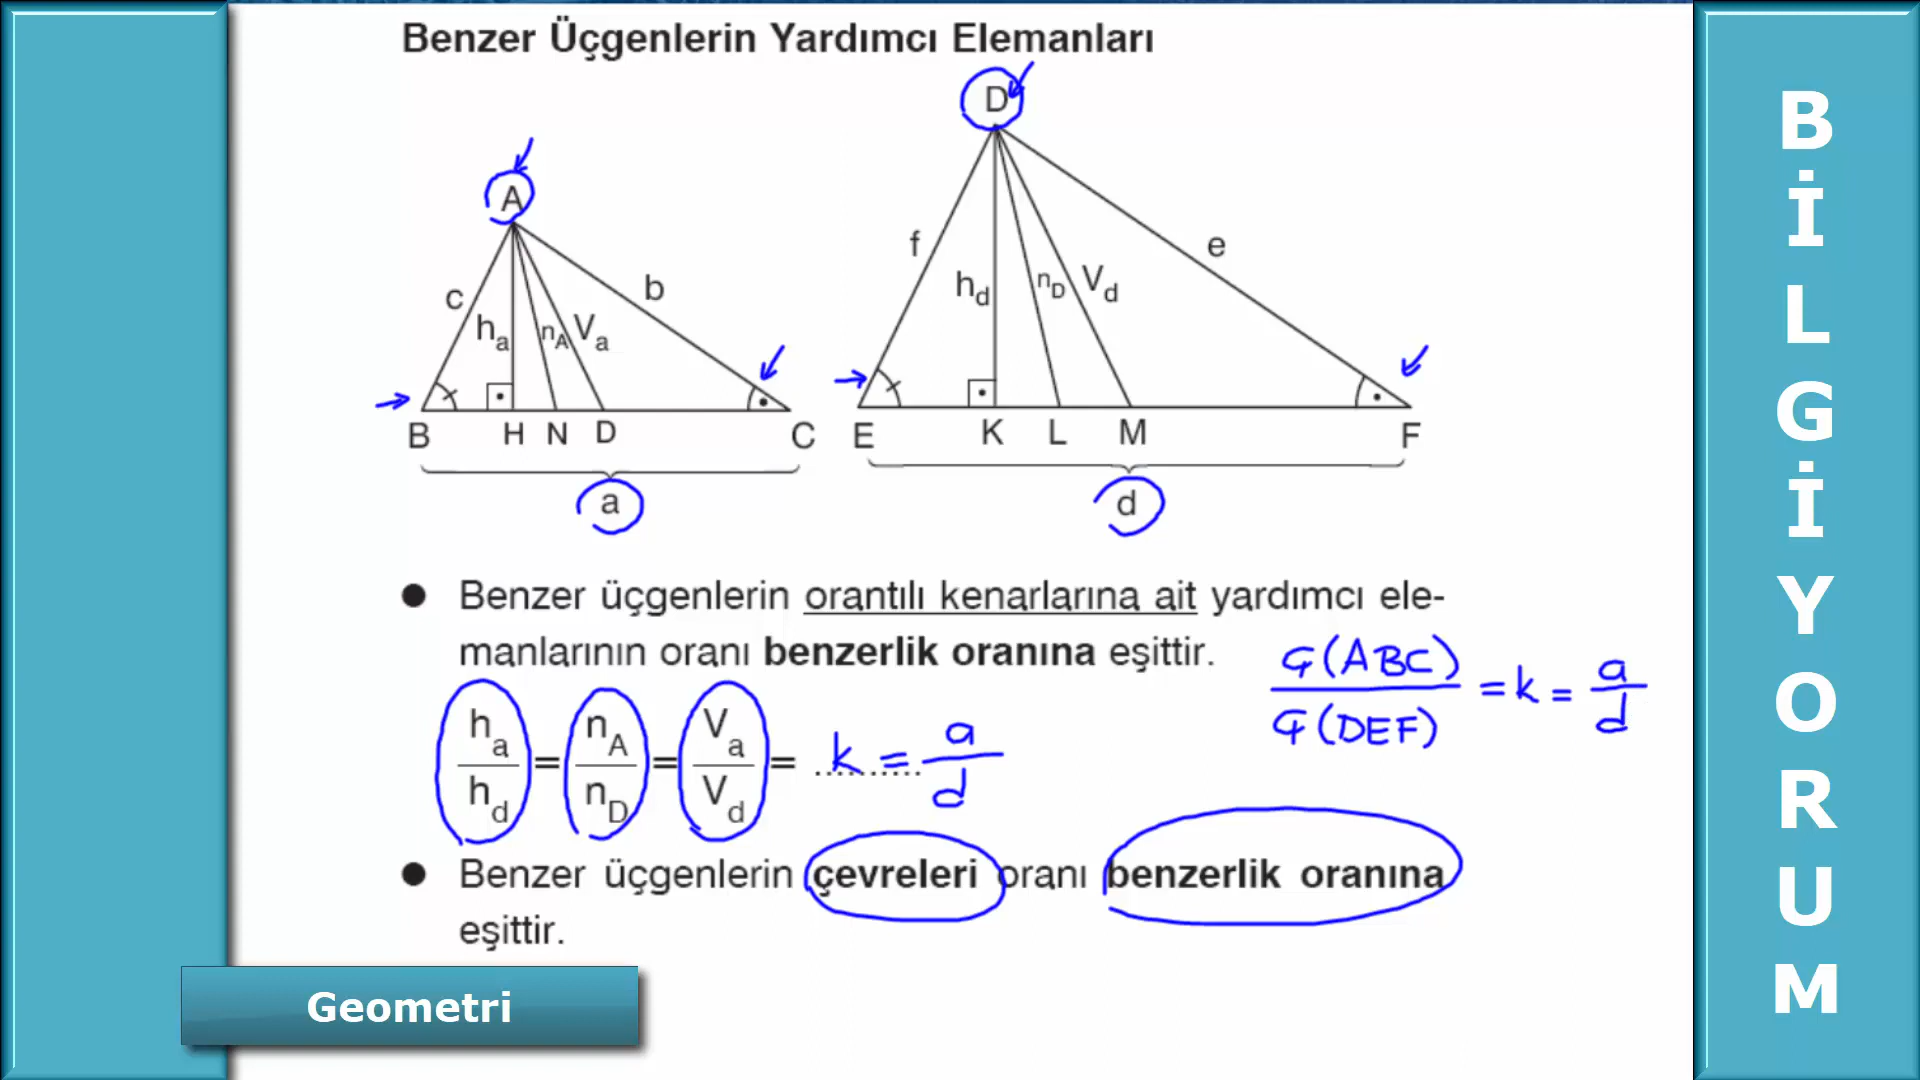 Benzer Üçgenlerin Yardımcı Elemanları
A
c
b
h_a
n_A
V_a
B H N D C
a
D
f
e
h_d
n_D
V_d
E K L M F
d
● Benzer üçgenlerin orantılı kenarlarına ait yardımcı ele-
manlarının oranı benzerlik oranına eşittir.
h_a/h_d = n_A/n_D = V_a/V_d = ........ k = a/d
Ç(ABC)/Ç(DEF) = k = a/d
● Benzer üçgenlerin çevreleri oranı benzerlik oranına
eşittir.
Geometri
BİLGİYORUM